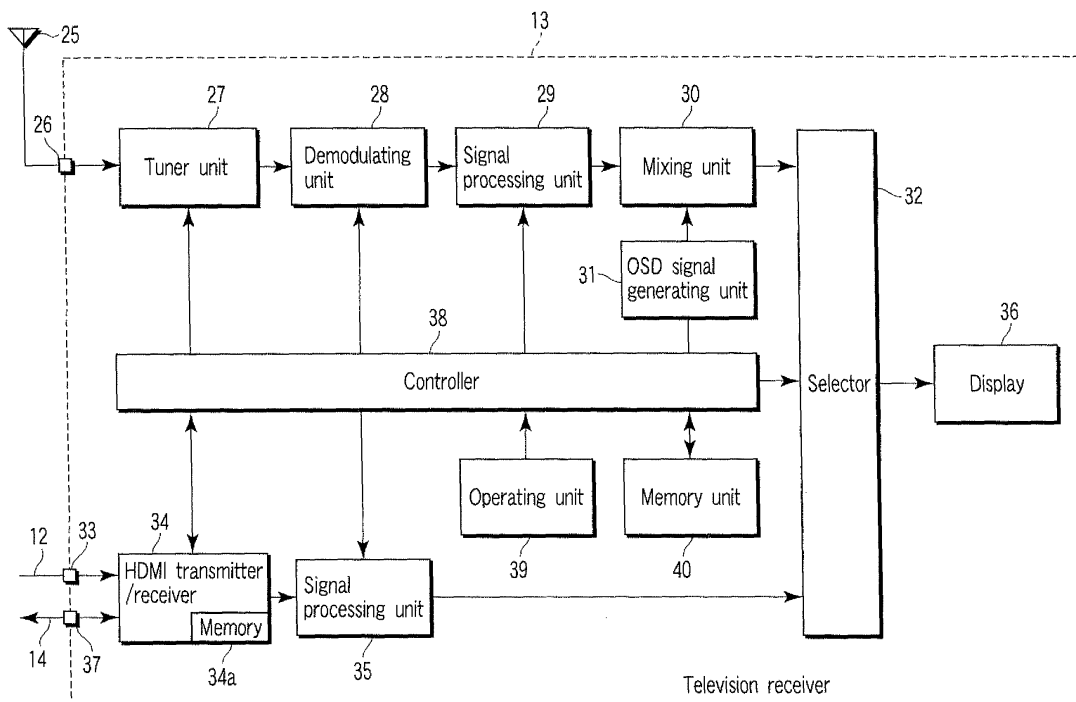 25
13
27
28
29
30
26
Tuner unit
Demodulating
unit
Signal
processing unit
Mixing unit
32
31
OSD signal
generating unit
38
36
Controller
Selector
Display
Operating unit
Memory unit
39
40
12
33
34
HDMI transmitter
/receiver
Memory
Signal
processing unit
14
37
34a
35
Television receiver